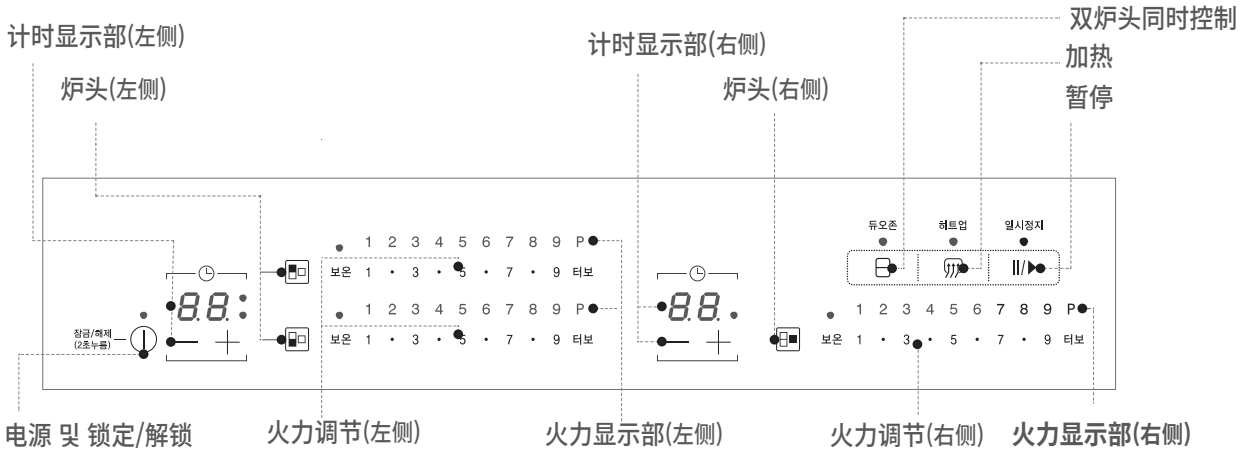 双炉头同时控制
计时显示部(左侧)
计时显示部(右侧)
加热
炉头(左侧)
炉头(右侧)
暂停
듀오존 히트업 일시정지
1 2 3 4 5 6 7 8 9 P
보온 1 · 3 · 5 · 7 · 9 터보
II/▶
88:
1 2 3 4 5 6 7 8 9 P
88.
1 2 3 4 5 6 7 8 9 P
잠금/해제
(2초누름)
— +
보온 1 · 3 · 5 · 7 · 9 터보
— +
보온 1 · 3 · 5 · 7 · 9 터보
电源 및 锁定/解锁
火力调节(左侧)
火力显示部(左侧)
火力调节(右侧)
火力显示部(右侧)